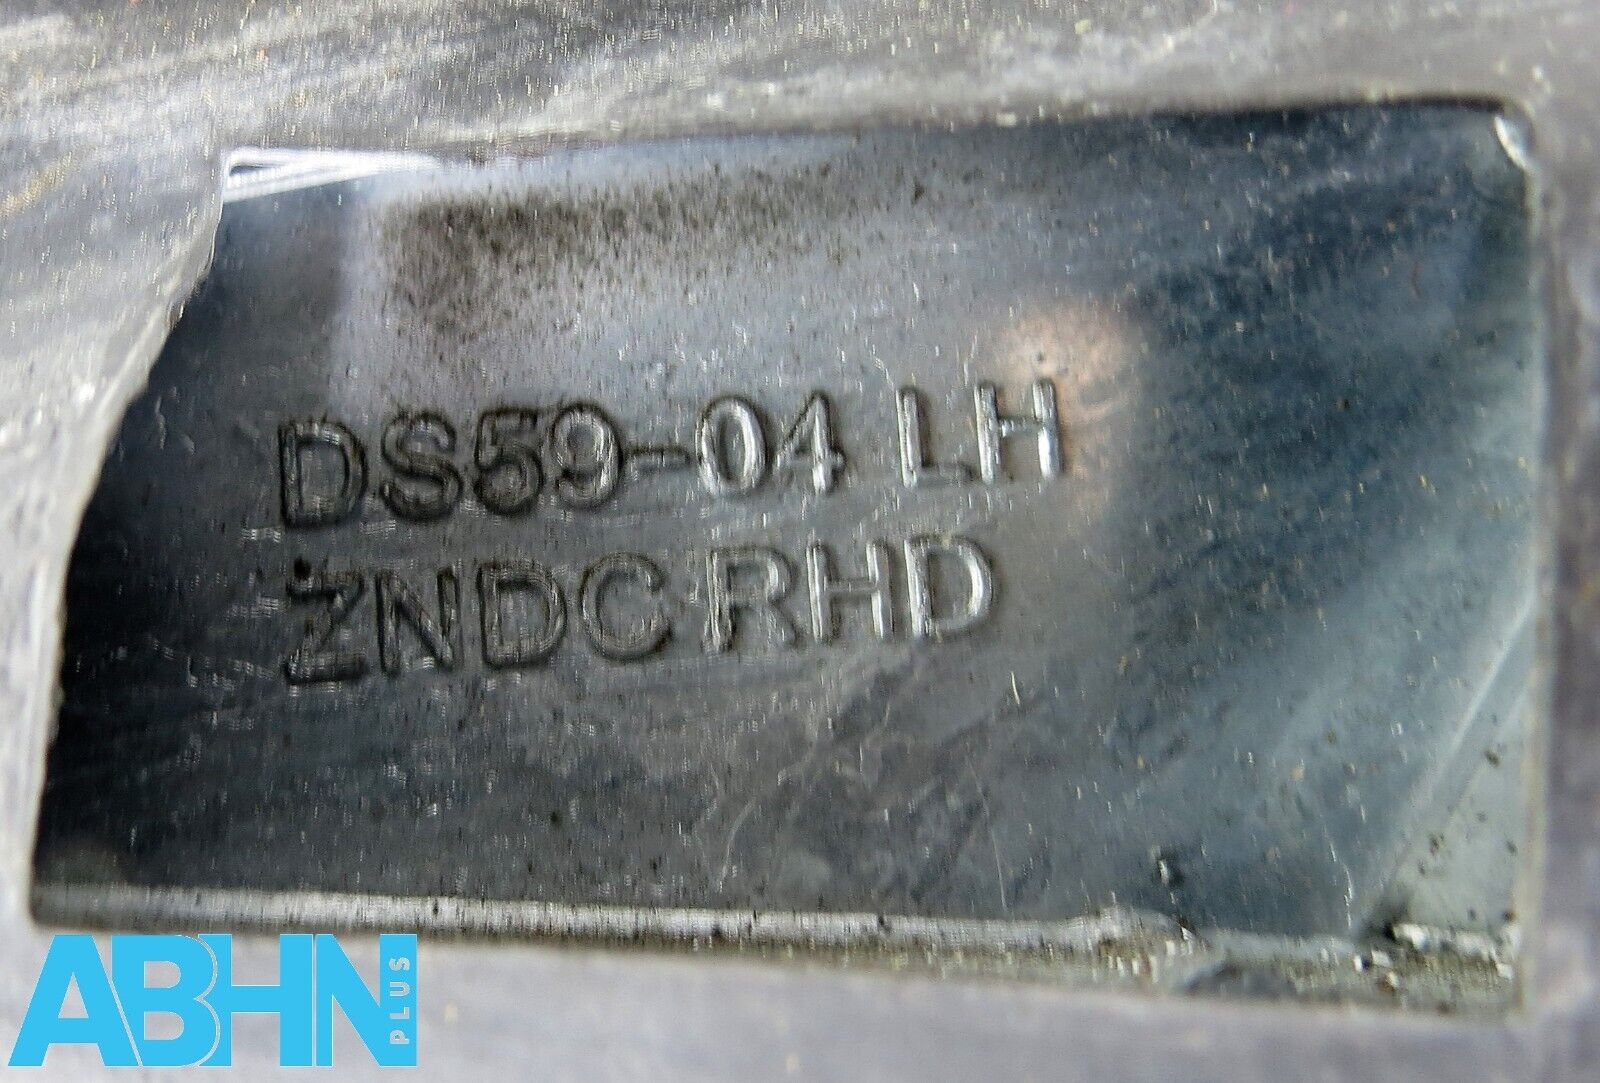 DS59-04 LH
ZNDC RHD
ABHN PLUS